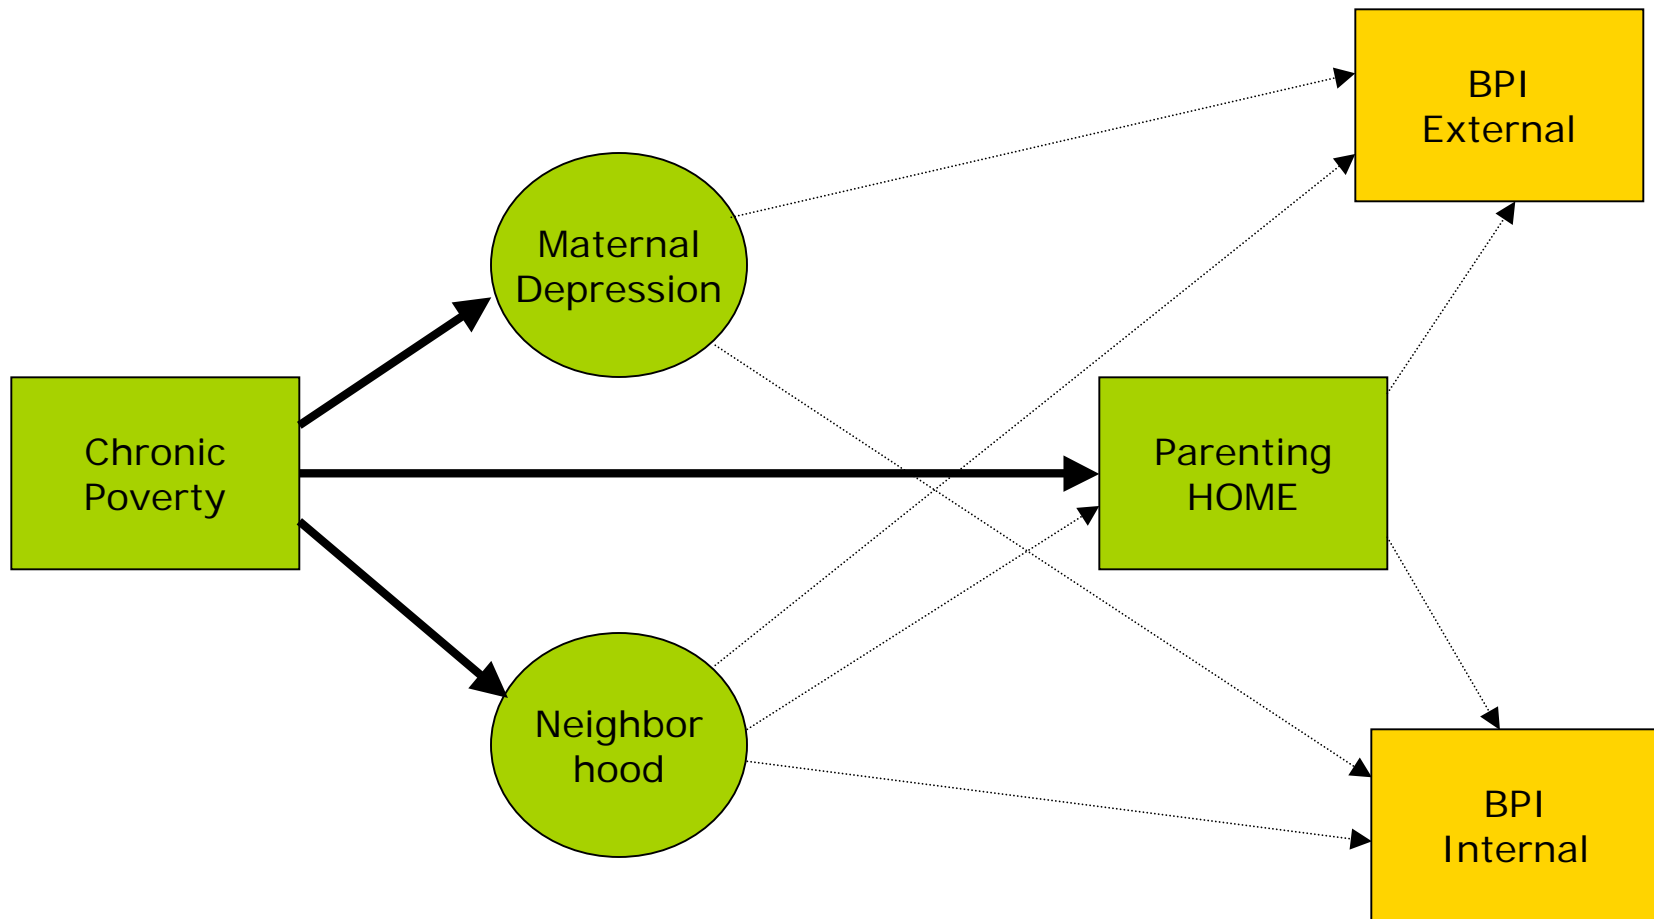 BPI
External
Maternal
Depression
Chronic
Poverty
Parenting
HOME
Neighbor
hood
BPI
Internal